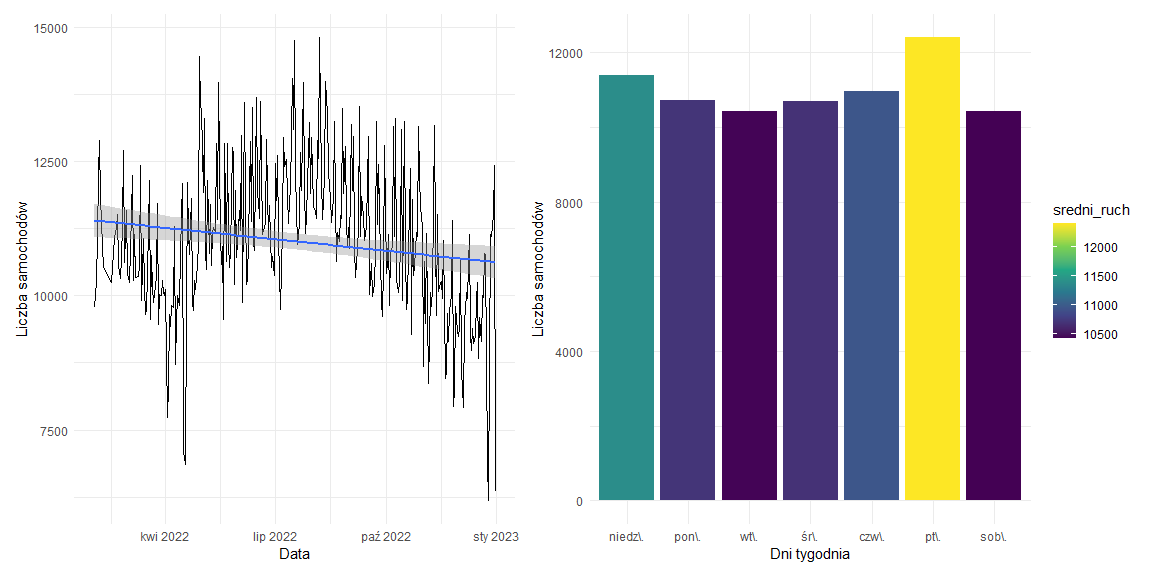 15000
12500
10000
7500
Liczba samochodów
kwi 2022
lip 2022
paź 2022
sty 2023
Data
12000
8000
4000
0
Liczba samochodów
niedz\.
pon\.
wt\.
śr\.
czw\.
pt\.
sob\.
Dni tygodnia
sredni_ruch
12000
11500
11000
10500